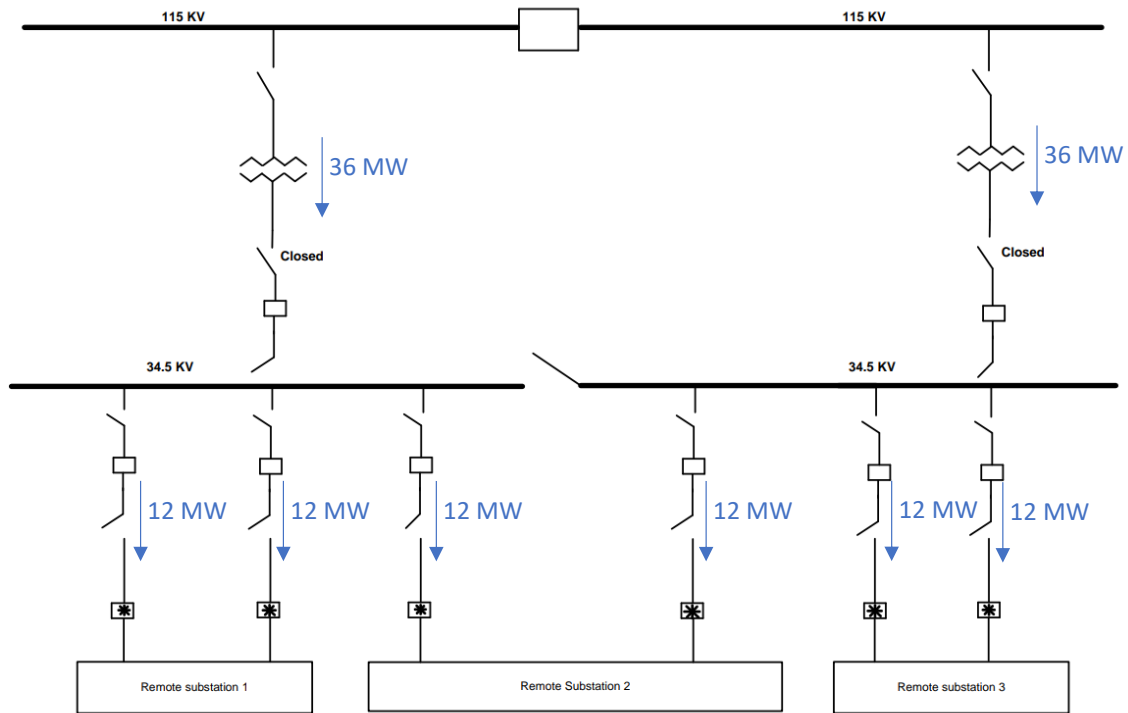 115 KV
115 KV
36 MW
36 MW
Closed
Closed
34.5 KV
34.5 KV
12 MW
12 MW
12 MW
12 MW
12 MW
12 MW
Remote substation 1
Remote Substation 2
Remote substation 3